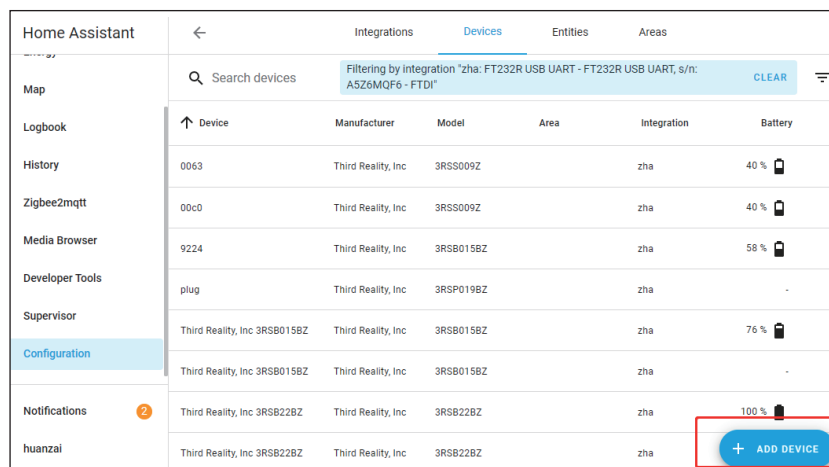 Home Assistant
Integrations Devices Entities Areas
Search devices
Filtering by integration "zha: FT232R USB UART - FT232R USB UART, s/n:
A5Z6MQF6 - FTDI"
CLEAR
Map
Logbook
History
Zigbee2mqtt
Media Browser
Developer Tools
Supervisor
Configuration
Notifications 2
huanzai
Device Manufacturer Model Area Integration Battery
0063 Third Reality, Inc 3RSS009Z zha 40 %
00c0 Third Reality, Inc 3RSS009Z zha 40 %
9224 Third Reality, Inc 3RSB015BZ zha 58 %
plug Third Reality, Inc 3RSP019BZ zha -
Third Reality, Inc 3RSB015BZ Third Reality, Inc 3RSB015BZ zha 76 %
Third Reality, Inc 3RSB015BZ Third Reality, Inc 3RSB015BZ zha -
Third Reality, Inc 3RSB22BZ Third Reality, Inc 3RSB22BZ zha 100 %
Third Reality, Inc 3RSB22BZ Third Reality, Inc 3RSB22BZ zha
+ ADD DEVICE